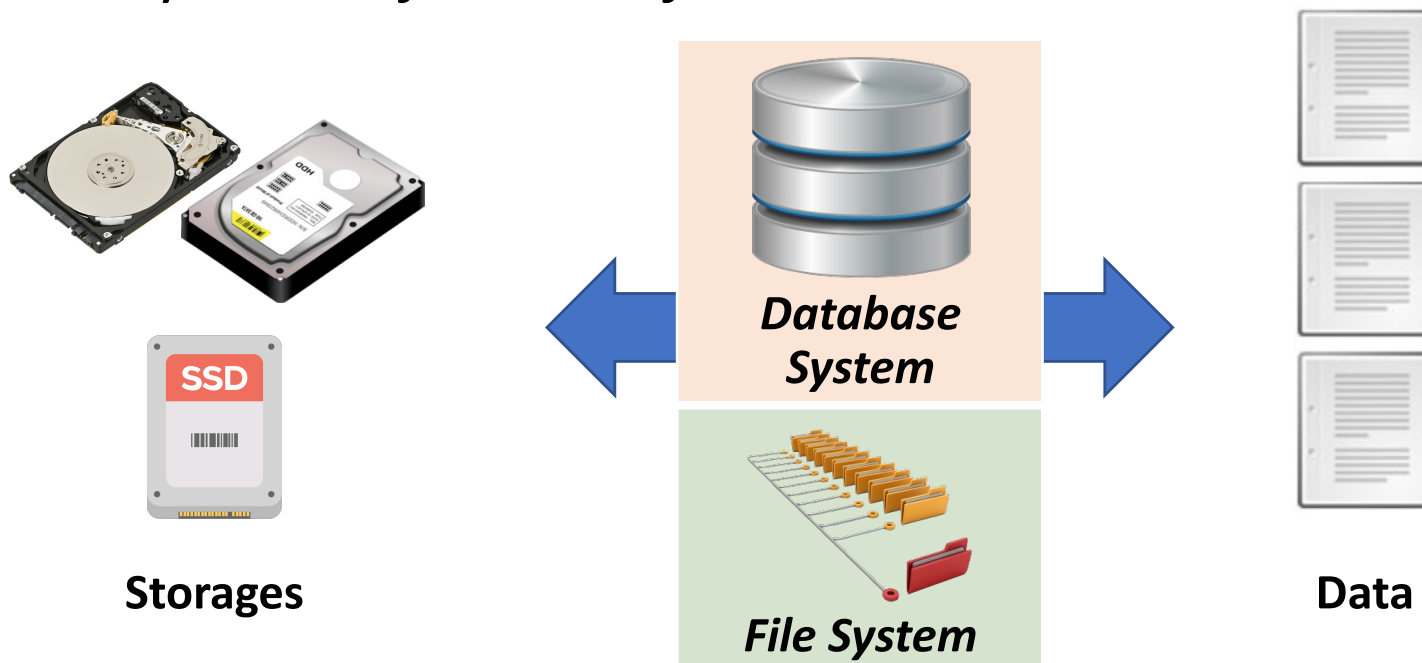 HDD
SSD
Database
System
Storages
Data
File System